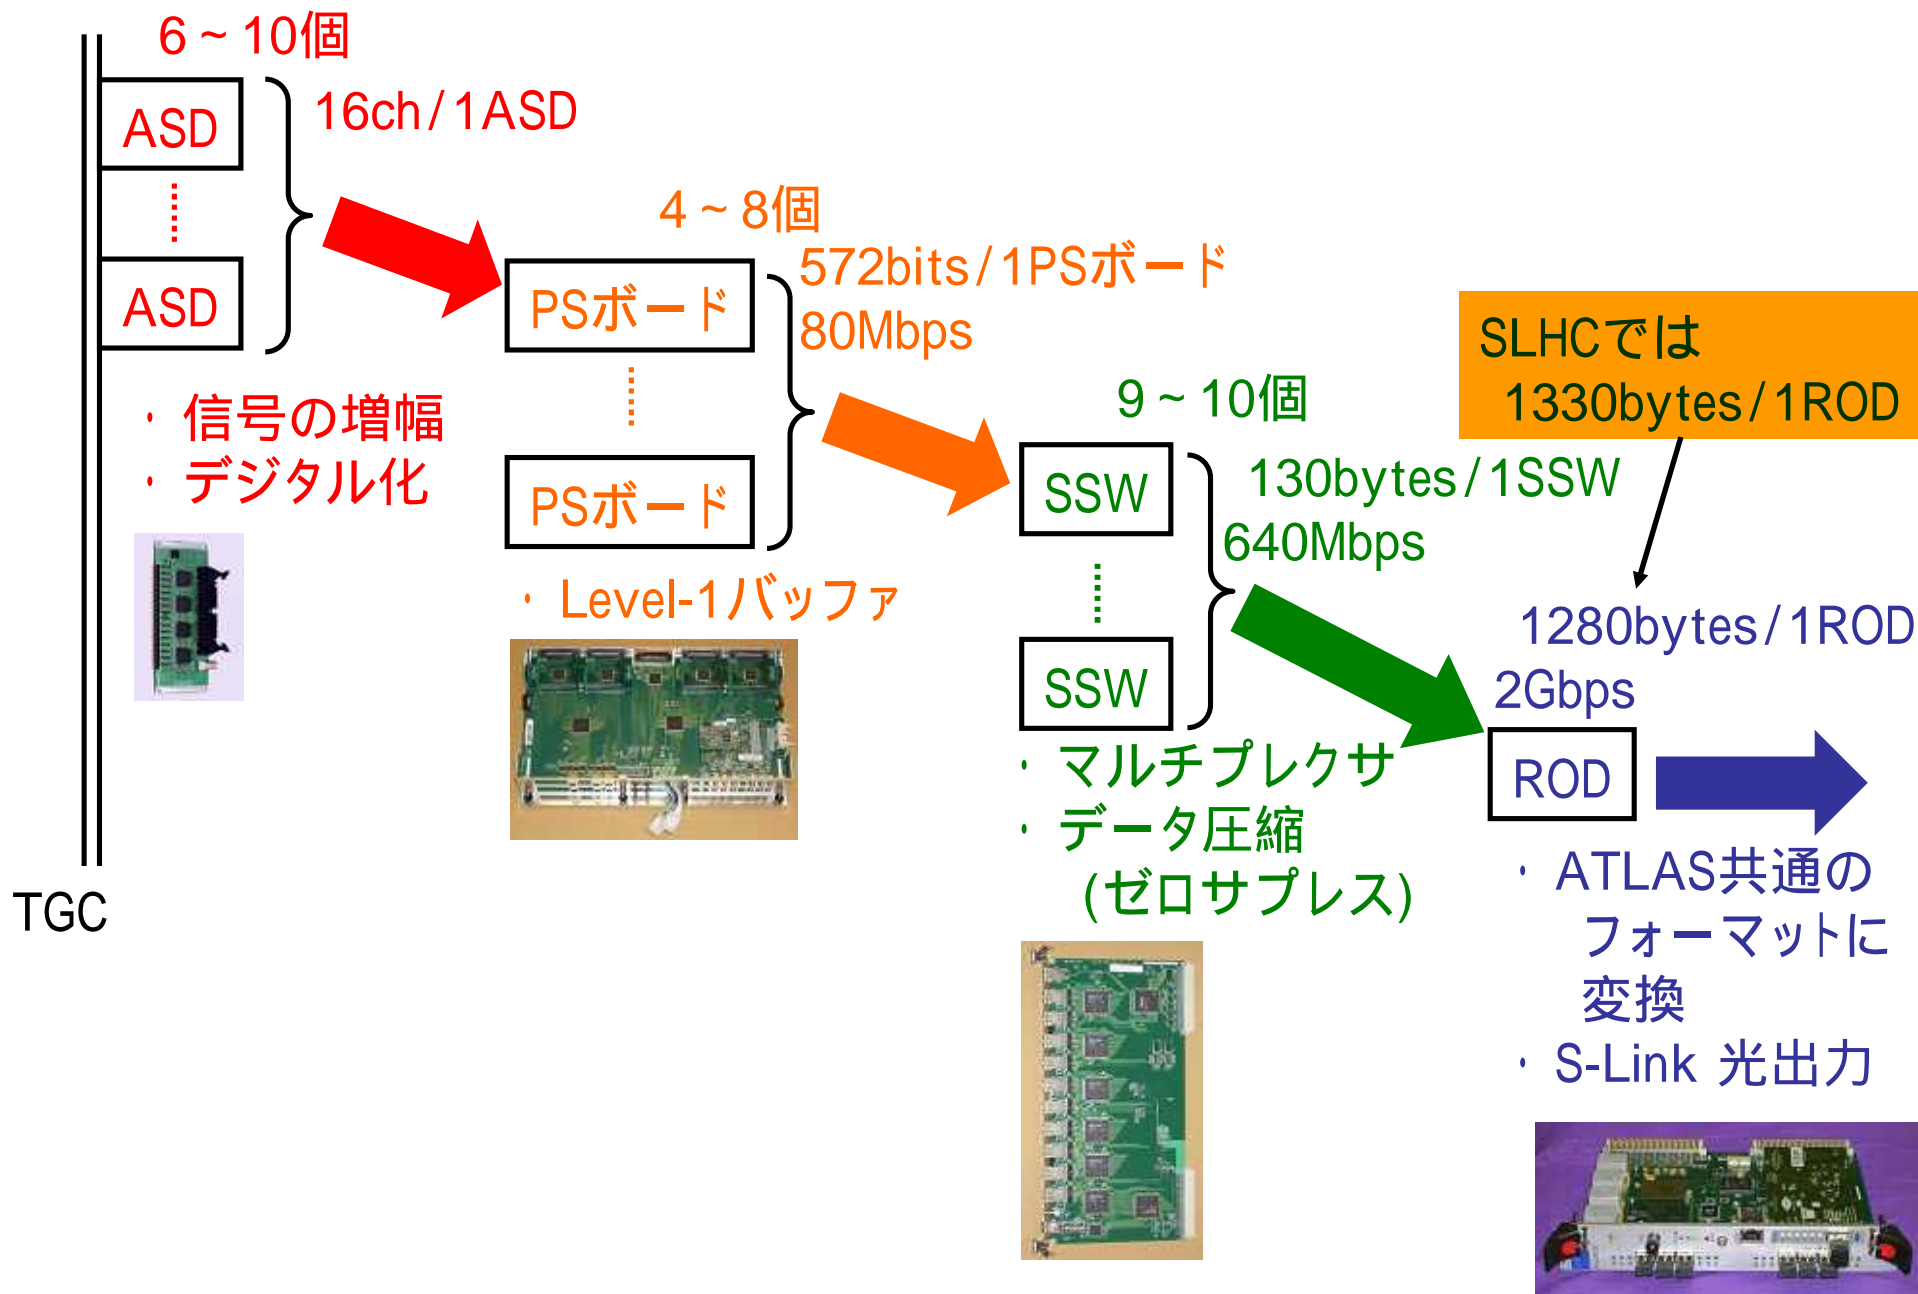 6~10個
ASD
16ch/1ASD
ASD
・信号の増幅
・デジタル化
TGC
4~8個
572bits/1PSボード
80Mbps
PSボード
PSボード
・Level-1バッファ
9~10個
130bytes/1SSW
640Mbps
SSW
SSW
・マルチプレクサ
・データ圧縮
(ゼロサプレス)
SLHCでは
1330bytes/1ROD
1280bytes/1ROD
2Gbps
ROD
・ATLAS共通の
フォーマットに
変換
・S-Link 光出力